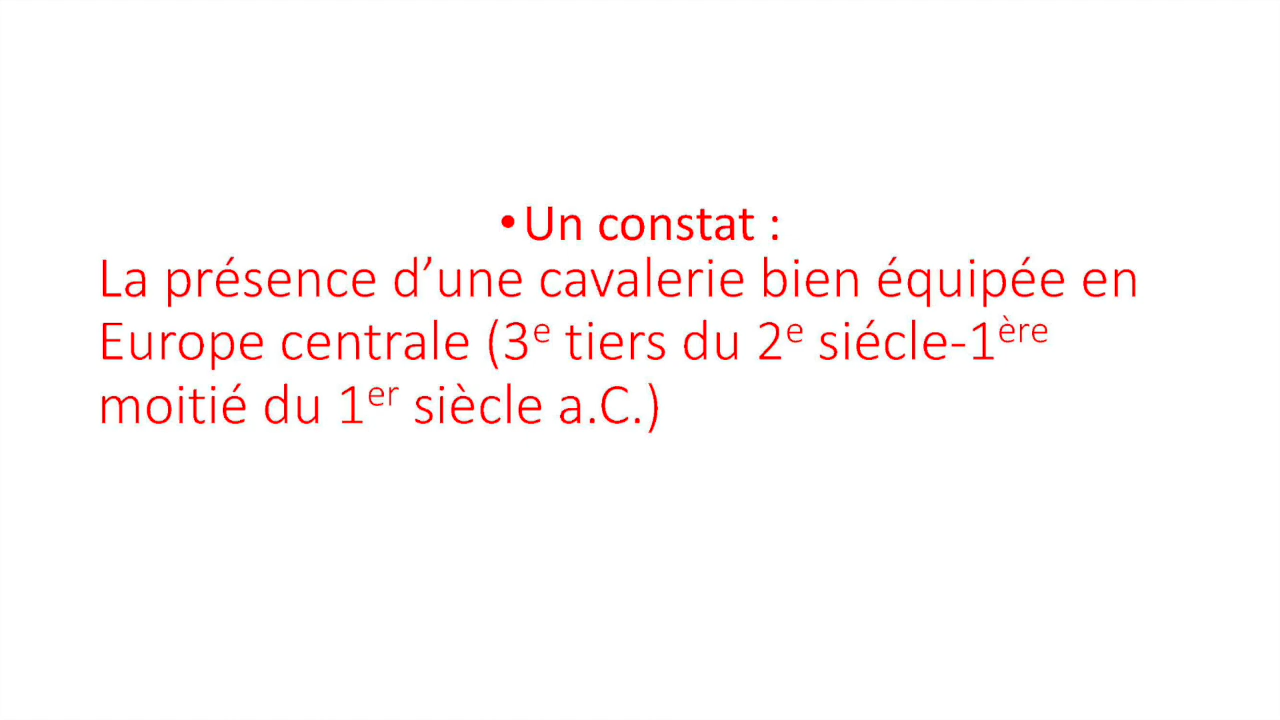 • Un constat :
La présence d’une cavalerie bien équipée en
Europe centrale (3e tiers du 2e siécle-1ère
moitié du 1er siècle a.C.)